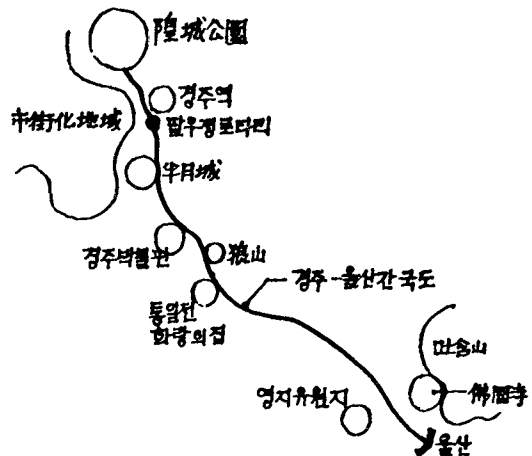 隍城公園
경주역
市街化地域
팔우정로타리
半月城
경주박물관
狼山
경주-울산간국도
통일전
화랑의집
吐含山
영지유원지
佛國寺
울산